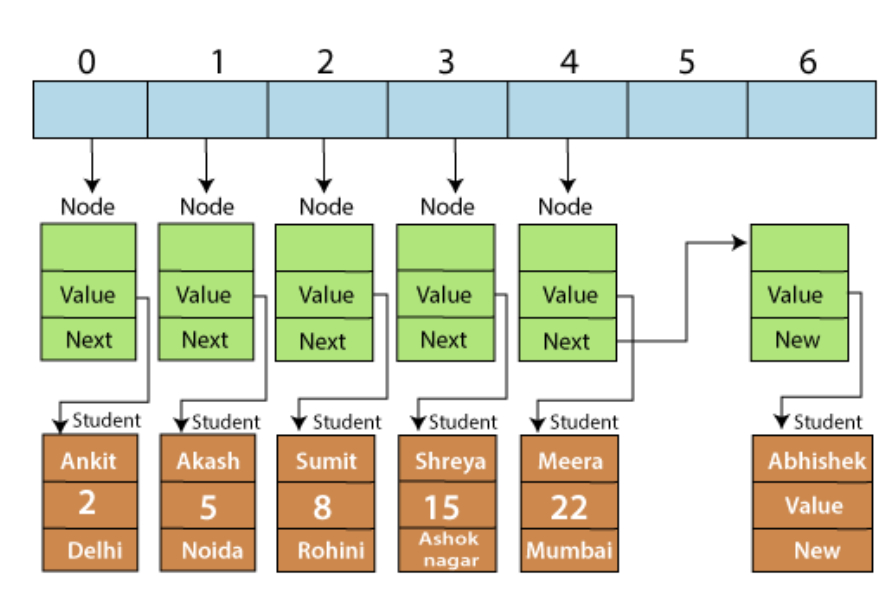 0 1 2 3 4 5 6
Node Node Node Node Node
Value Value Value Value Value Value
Next Next Next Next Next New
Student Student Student Student Student Student
Ankit Akash Sumit Shreya Meera Abhishek
2 5 8 15 22 Value
Delhi Noida Rohini Ashok nagar Mumbai New